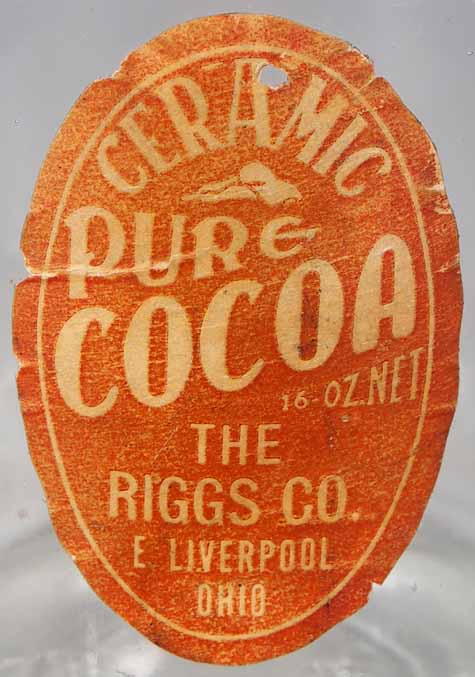 CERAMIC
PURE
COCOA
16-OZ.NET
THE
RIGGS CO.
E LIVERPOOL
OHIO